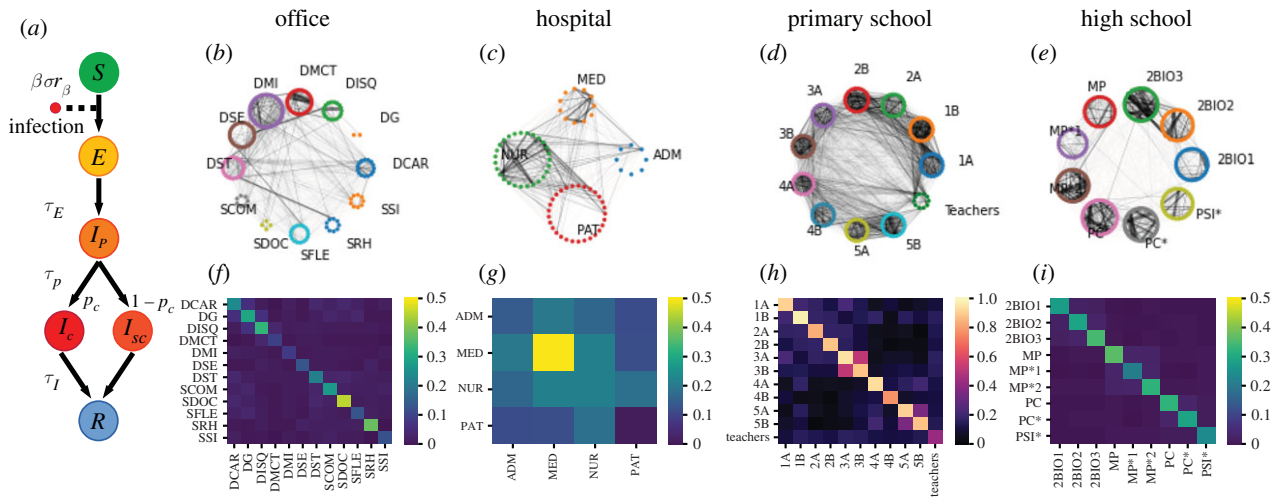 office
hospital
primary school
high school
(a)
S
βσr_β
infection
E
τ_E
I_P
τ_p
p_c
1 – p_c
I_c
I_sc
τ_I
R
(b)
DMCT
DMI
DISQ
DSE
DG
DST
DCAR
SCOM
SSI
SDOC
SRH
SFLE
(c)
MED
NUR
ADM
PAT
(d)
2B
2A
3A
1B
3B
1A
4A
Teachers
4B
5B
5A
(e)
2BIO3
MP
2BIO2
MP*1
2BIO1
MP*2
PSI*
PC
PC*
(f)
DCAR
DG
DISQ
DMCT
DMI
DSE
DST
SCOM
SDOC
SFLE
SRH
SSI
DCAR DG DISQ DMCT DMI DSE DST SCOM SDOC SFLE SRH SSI
0.5
0.4
0.3
0.2
0.1
0
(g)
ADM
MED
NUR
PAT
ADM MED NUR PAT
0.5
0.4
0.3
0.2
0.1
0
(h)
1A
1B
2A
2B
3A
3B
4A
4B
5A
5B
teachers
1A 1B 2A 2B 3A 3B 4A 4B 5A 5B teachers
1.0
0.8
0.6
0.4
0.2
0
(i)
2BIO1
2BIO2
2BIO3
MP
MP*1
MP*2
PC
PC*
PSI*
2BIO1 2BIO2 2BIO3 MP MP*1 MP*2 PC PC* PSI*
0.5
0.4
0.3
0.2
0.1
0